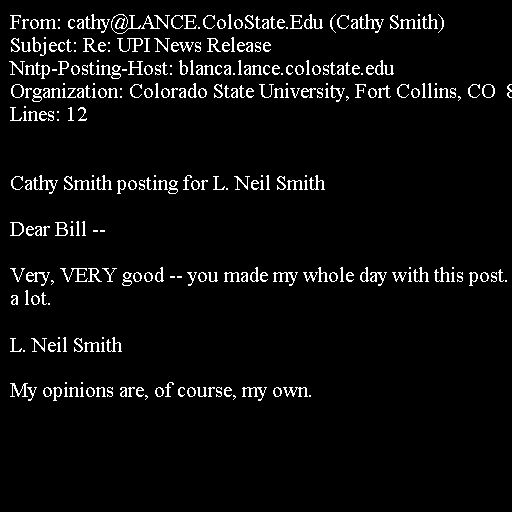 From: cathy@LANCE.ColoState.Edu (Cathy Smith)
Subject: Re: UPI News Release
Nntp-Posting-Host: blanca.lance.colostate.edu
Organization: Colorado State University, Fort Collins, CO
Lines: 12
Cathy Smith posting for L. Neil Smith
Dear Bill --
Very, VERY good -- you made my whole day with this post.
a lot.
L. Neil Smith
My opinions are, of course, my own.